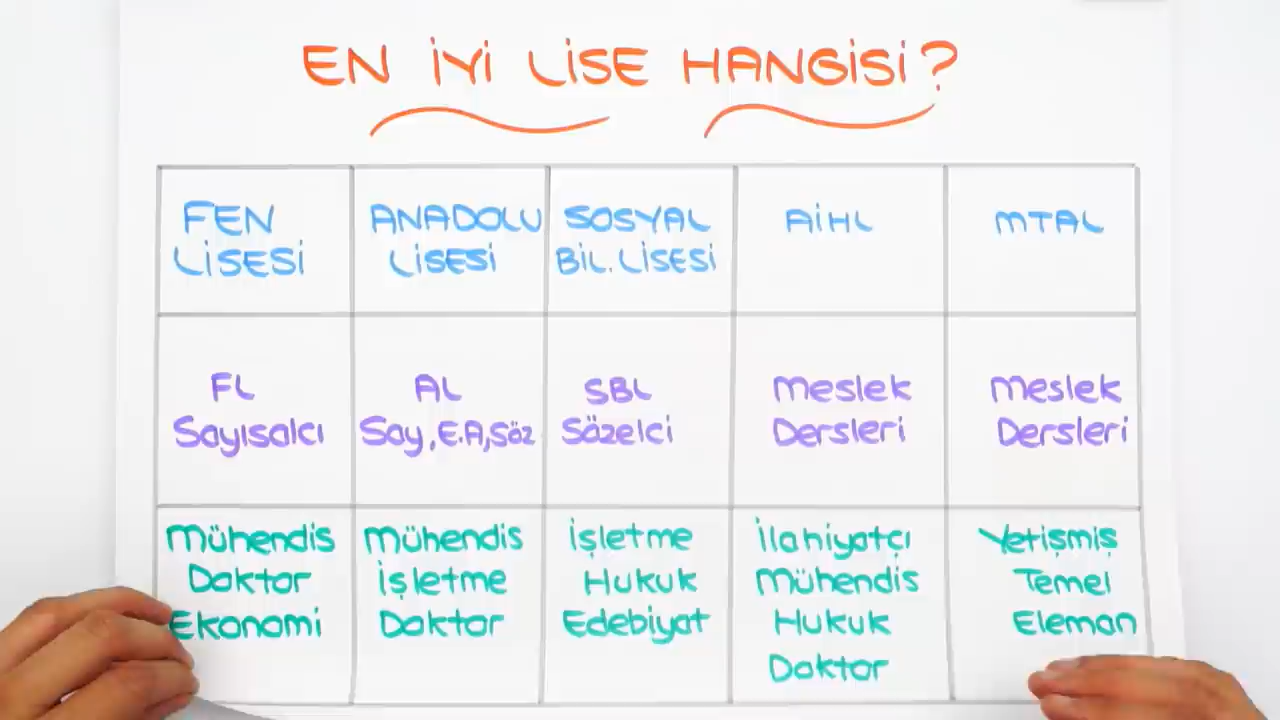 EN İYİ LİSE HANGİSİ?
FEN
LİSESİ
ANADOLU
LİSESİ
SOSYAL
BİL. LİSESİ
AİHL
MTAL
FL
Sayısalcı
AL
Say, E.A, Söz
SBL
Sözelci
Meslek
Dersleri
Meslek
Dersleri
Mühendis
Doktor
Ekonomi
Mühendis
İşletme
Doktor
İşletme
Hukuk
Edebiyat
İlahiyatçı
Mühendis
Hukuk
Doktor
Yetişmiş
Temel
Eleman